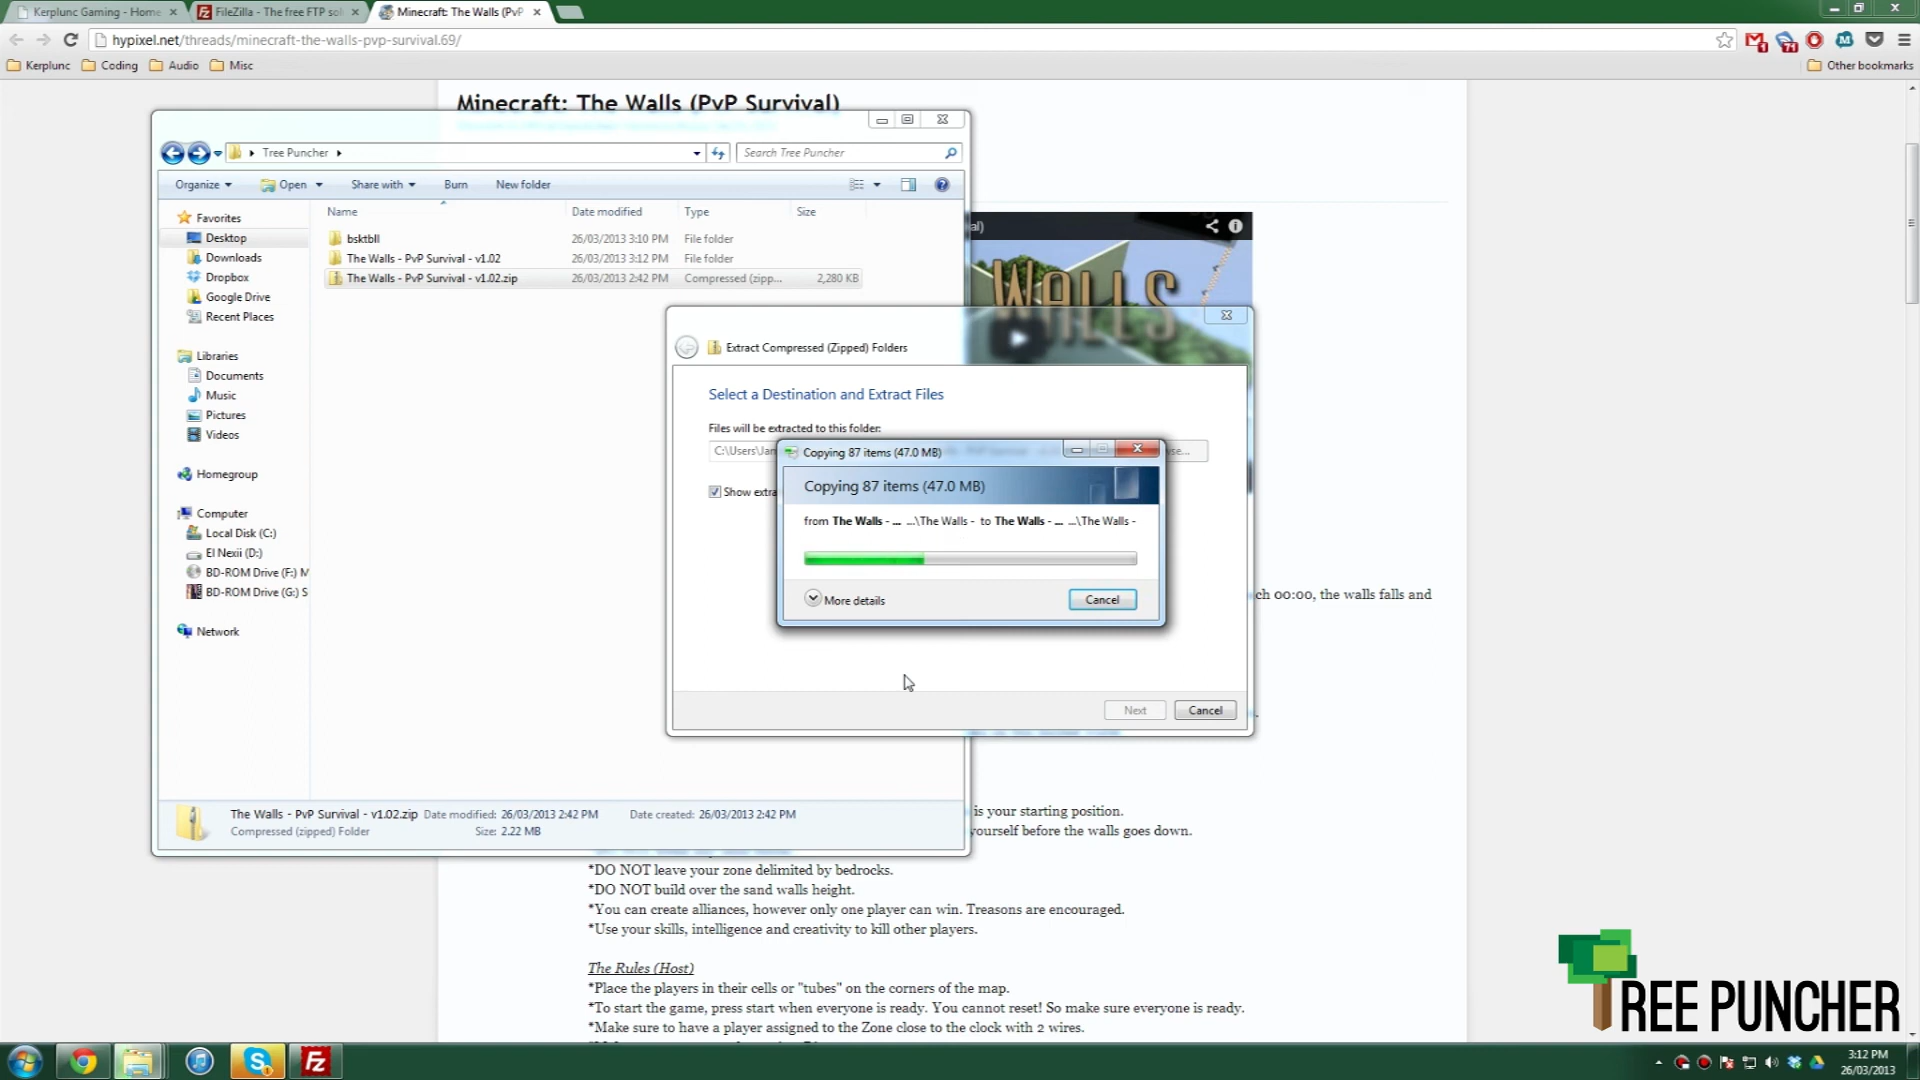 Kerplunc Gaming - Home
FileZilla - The free FTP sol
Minecraft: The Walls (PvP
hypixel.net/threads/minecraft-the-walls-pvp-survival.69/
Kerplunc Coding Audio Misc
Other bookmarks
Minecraft: The Walls (PvP Survival)
Tree Puncher
Search Tree Puncher
Organize Open Share with Burn New folder
Name Date modified Type Size
bsktbll 26/03/2013 3:10 PM File folder
The Walls - PvP Survival - v1.02 26/03/2013 3:12 PM File folder
The Walls - PvP Survival - v1.02.zip 26/03/2013 2:42 PM Compressed (zipp... 2,280 KB
Favorites
Desktop
Downloads
Dropbox
Google Drive
Recent Places
Libraries
Documents
Music
Pictures
Videos
Homegroup
Computer
Local Disk (C:)
El Nexii (D:)
BD-ROM Drive (F:) M
BD-ROM Drive (G:) S
Network
al)
WALLS
Extract Compressed (Zipped) Folders
Select a Destination and Extract Files
Files will be extracted to this folder:
C:\Users\Jan
wse...
Show extra
Copying 87 items (47.0 MB)
Copying 87 items (47.0 MB)
from The Walls - ... ...\The Walls - to The Walls - ... ...\The Walls -
More details
Cancel
Next
Cancel
The Walls - PvP Survival - v1.02.zip Date modified: 26/03/2013 2:42 PM Date created: 26/03/2013 2:42 PM
Compressed (zipped) Folder Size: 2.22 MB
ch 00:00, the walls falls and
is your starting position.
yourself before the walls goes down.
*DO NOT leave your zone delimited by bedrocks.
*DO NOT build over the sand walls height.
*You can create alliances, however only one player can win. Treasons are encouraged.
*Use your skills, intelligence and creativity to kill other players.
The Rules (Host)
*Place the players in their cells or "tubes" on the corners of the map.
*To start the game, press start when everyone is ready. You cannot reset! So make sure everyone is ready.
*Make sure to have a player assigned to the Zone close to the clock with 2 wires.
TREE PUNCHER
3:12 PM
26/03/2013